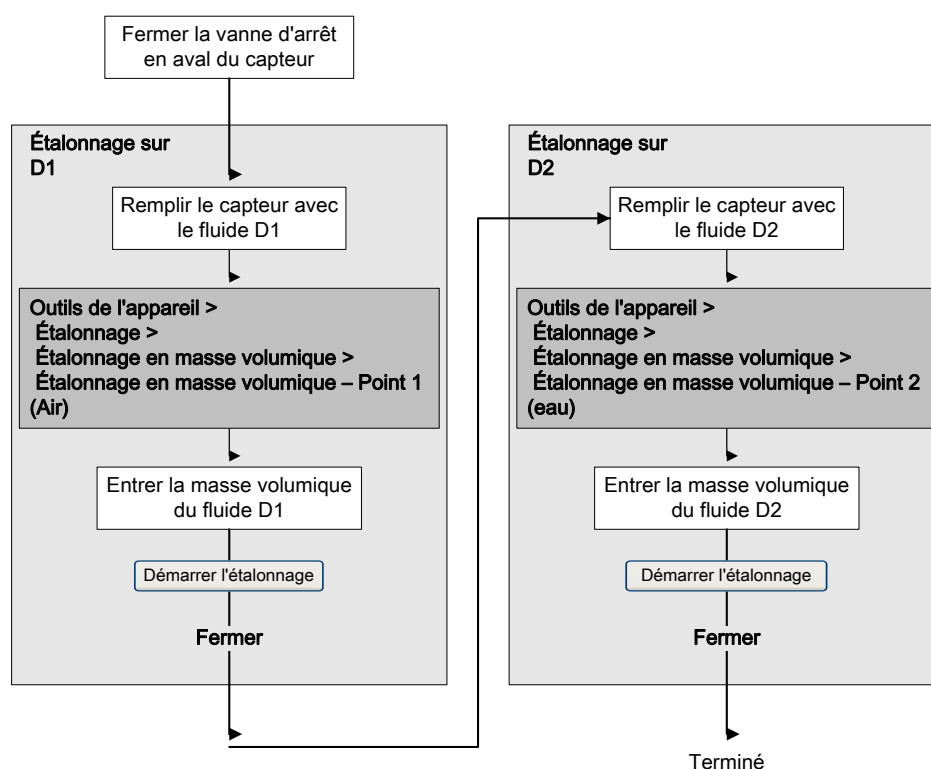 Fermer la vanne d'arrêt
en aval du capteur
Étalonnage sur
D1
Remplir le capteur avec
le fluide D1
Outils de l'appareil >
Étalonnage >
Étalonnage en masse volumique >
Étalonnage en masse volumique – Point 1
(Air)
Entrer la masse volumique
du fluide D1
Démarrer l'étalonnage
Fermer
Étalonnage sur
D2
Remplir le capteur avec
le fluide D2
Outils de l'appareil >
Étalonnage >
Étalonnage en masse volumique >
Étalonnage en masse volumique – Point 2
(eau)
Entrer la masse volumique
du fluide D2
Démarrer l'étalonnage
Fermer
Terminé